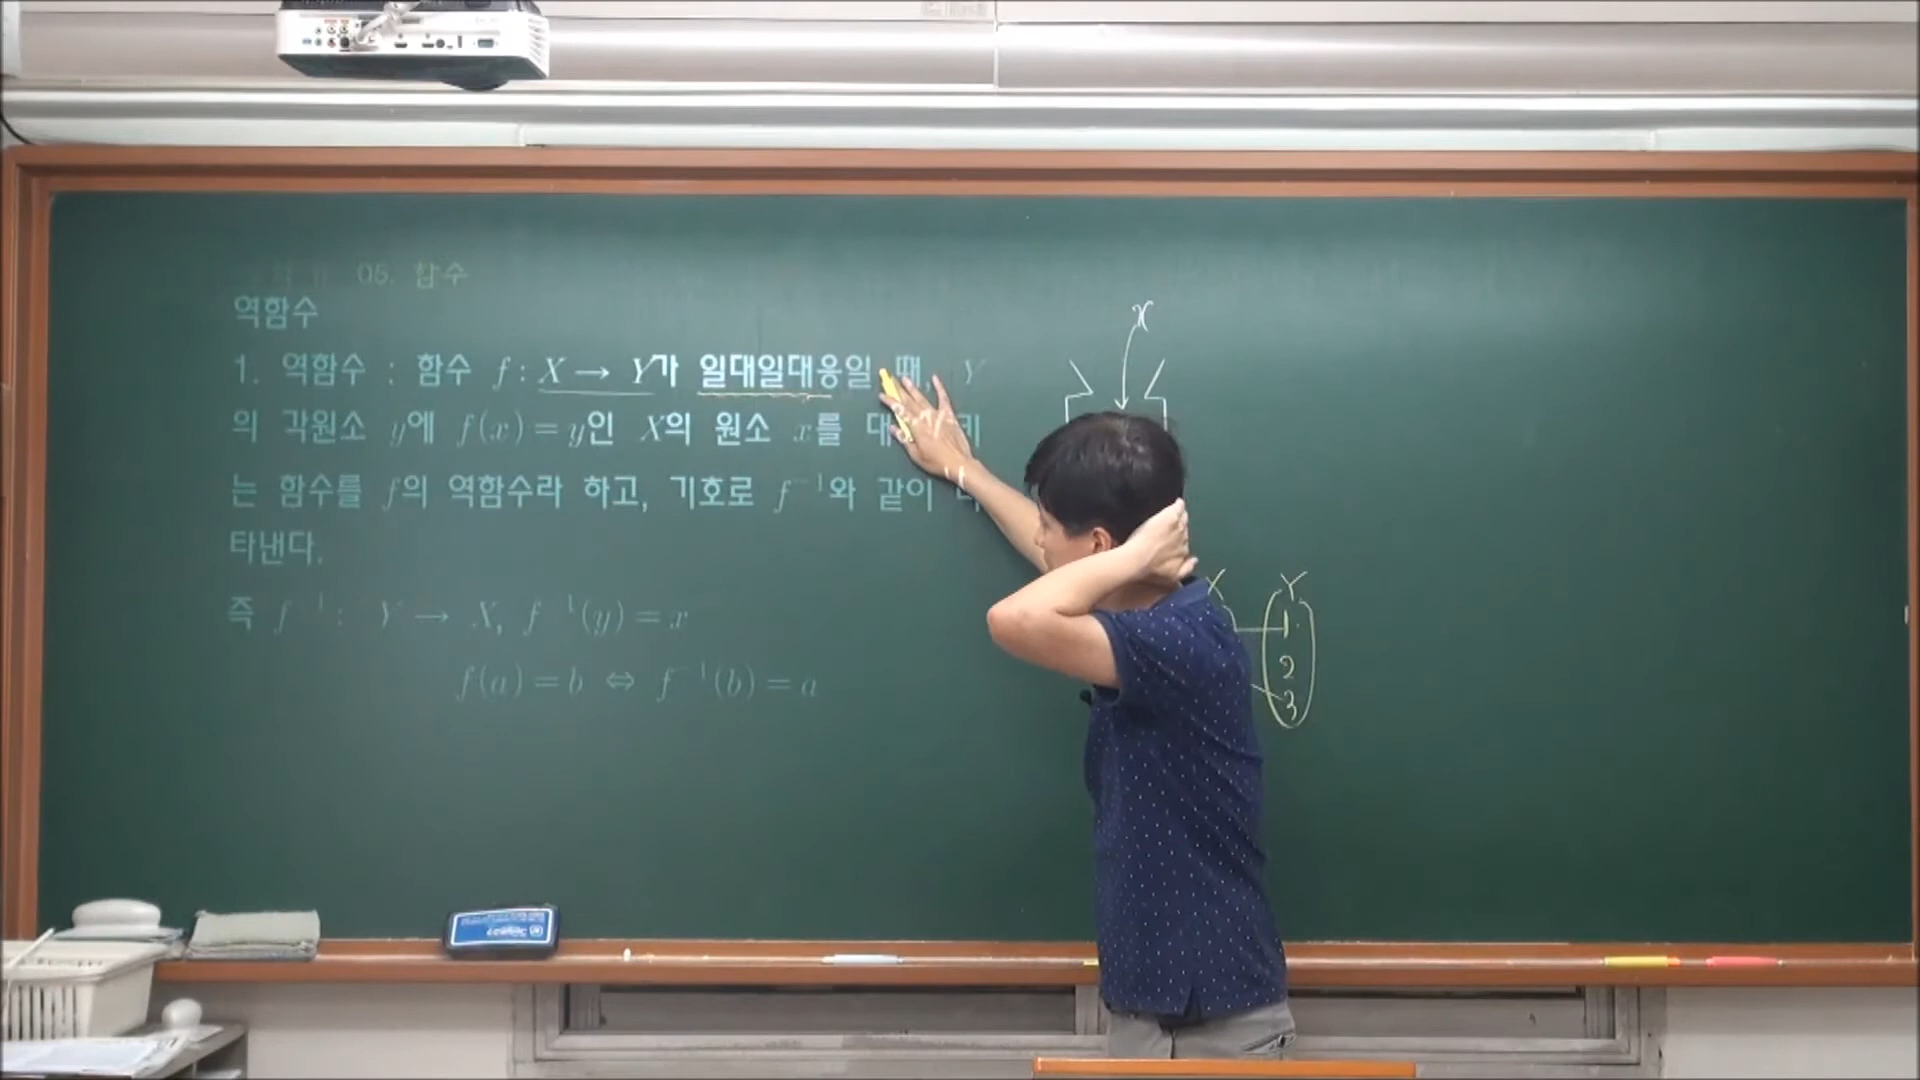 05. 함수
역함수
1. 역함수 : 함수 f : X → Y가 일대일대응일 때, Y
의 각원소 y에 f(x) = y인 X의 원소 x를 대
는 함수를 f의 역함수라 하고, 기호로 f⁻¹와 같이
타낸다.
즉 f⁻¹ : Y → X, f⁻¹(y) = x
f(a) = b ⇔ f⁻¹(b) = a
x
X Y
1
2
3